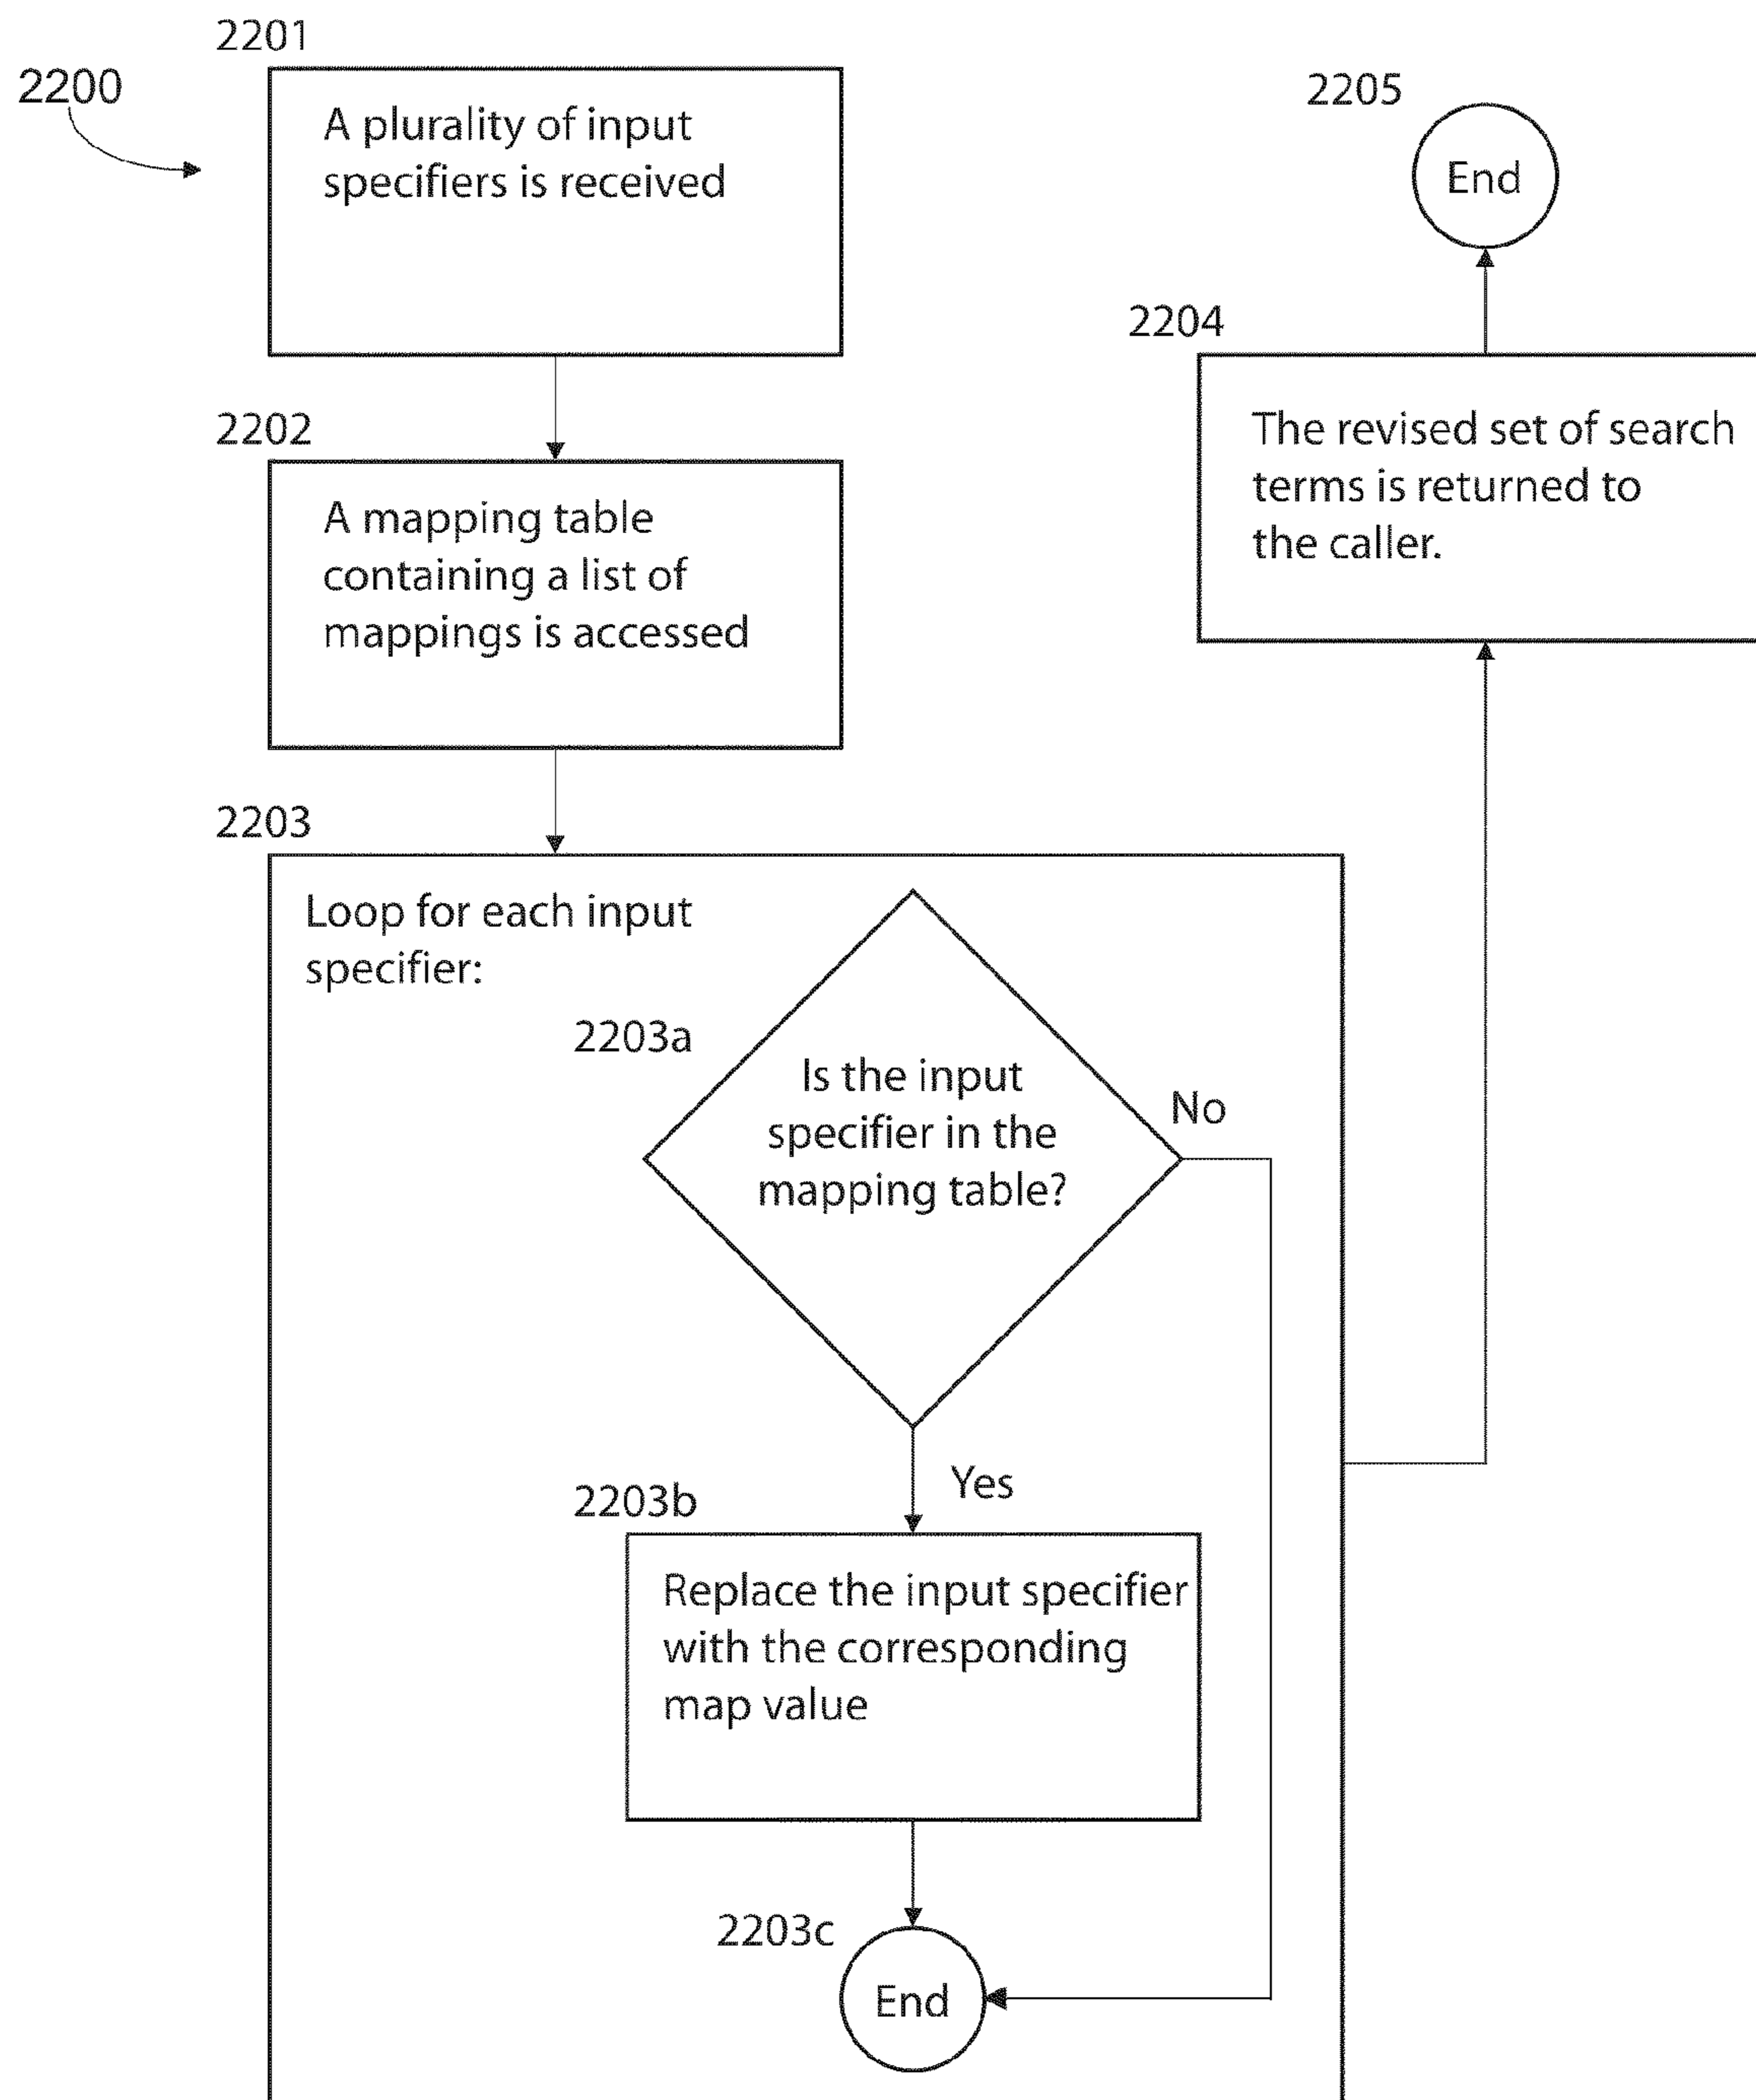 2201
2200
A plurality of input
specifiers is received
2202
A mapping table
containing a list of
mappings is accessed
2203
Loop for each input
specifier:
2203a
Is the input
specifier in the
mapping table?
No
Yes
2203b
Replace the input specifier
with the corresponding
map value
2203c
End
2204
The revised set of search
terms is returned to
the caller.
2205
End